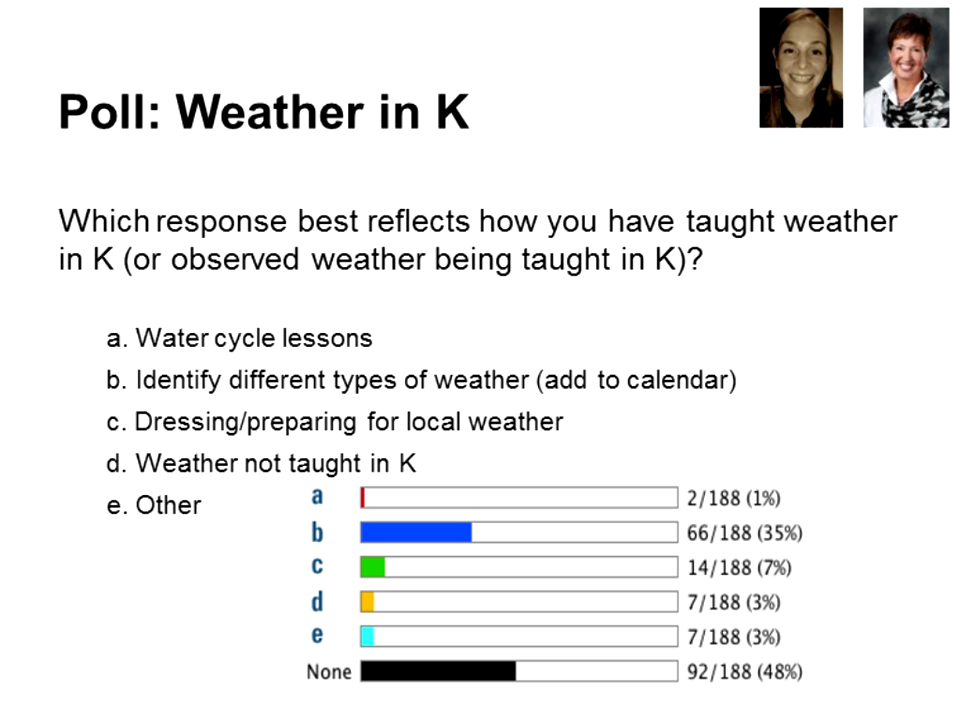 Poll: Weather in K
Which response best reflects how you have taught weather
in K (or observed weather being taught in K)?
a. Water cycle lessons
b. Identify different types of weather (add to calendar)
c. Dressing/preparing for local weather
d. Weather not taught in K
e. Other
a 2/188 (1%)
b 66/188 (35%)
c 14/188 (7%)
d 7/188 (3%)
e 7/188 (3%)
None 92/188 (48%)